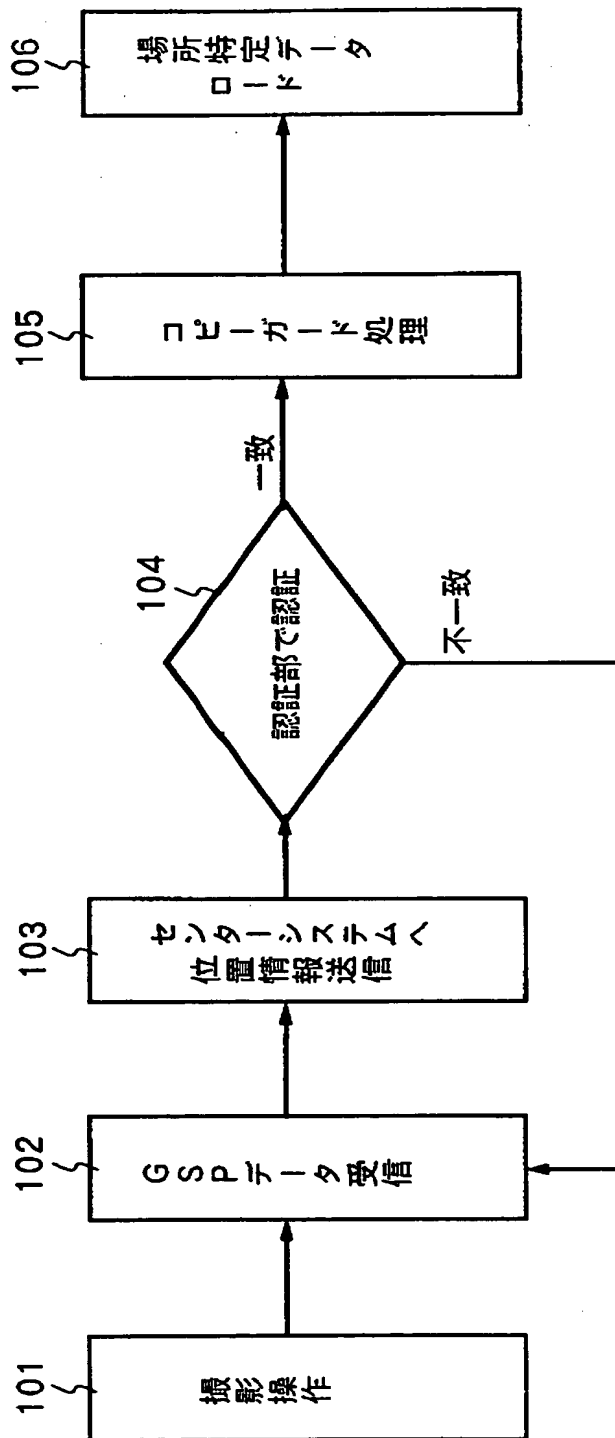 101
撮影操作
102
GSPデータ受信
103
センターシステムへ
位置情報送信
104
認証部で認証
一致
不一致
105
コピーガード処理
106
場所特定データ
ロード